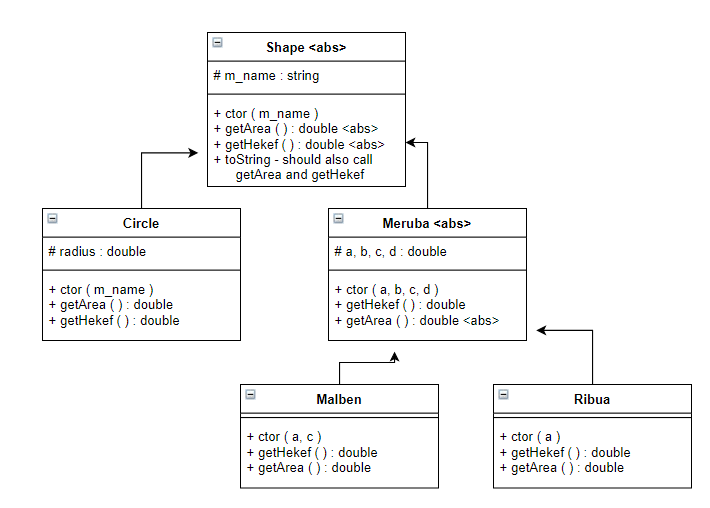 Shape <abs>
# m_name : string
+ ctor ( m_name )
+ getArea ( ) : double <abs>
+ getHekef ( ) : double <abs>
+ toString - should also call
getArea and getHekef
Circle
# radius : double
+ ctor ( m_name )
+ getArea ( ) : double
+ getHekef ( ) : double
Meruba <abs>
# a, b, c, d : double
+ ctor ( a, b, c, d )
+ getHekef ( ) : double
+ getArea ( ) : double <abs>
Malben
+ ctor ( a, c )
+ getHekef ( ) : double
+ getArea ( ) : double
Ribua
+ ctor ( a )
+ getHekef ( ) : double
+ getArea ( ) : double